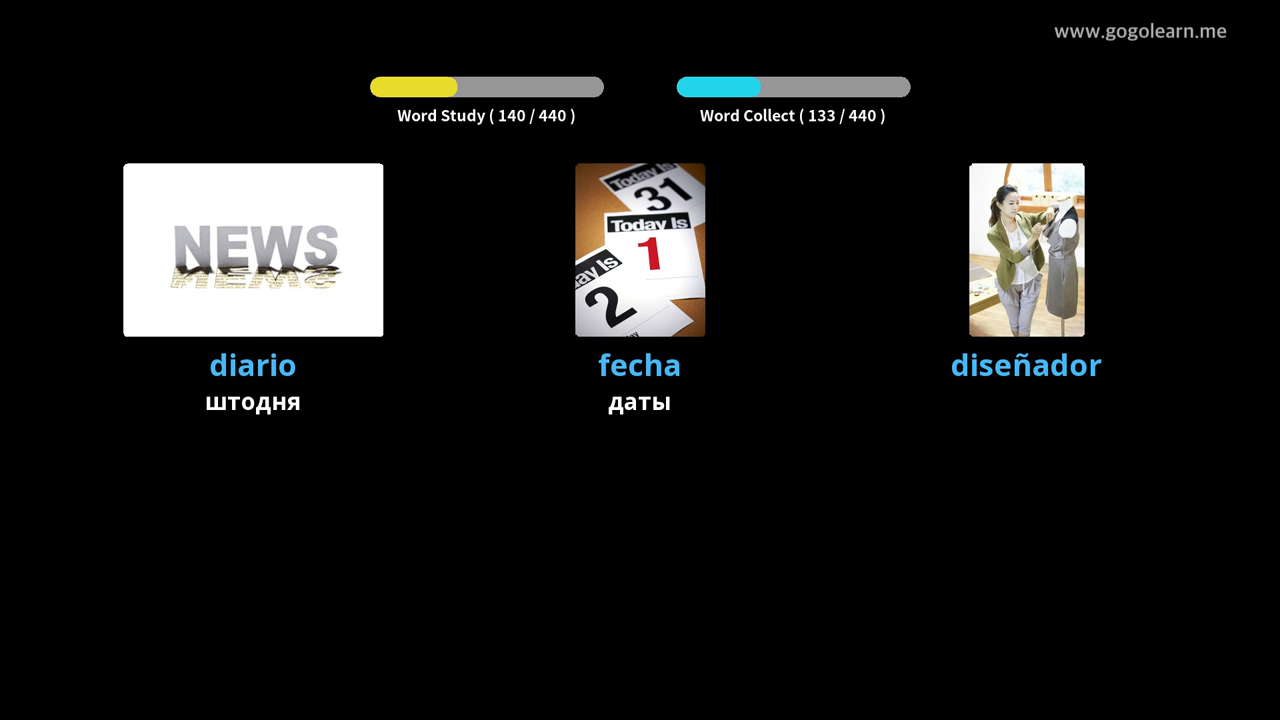 www.gogolearn.me
Word Study ( 140 / 440 )
Word Collect ( 133 / 440 )
NEWS
Today Is
31
Today Is
1
ay Is
2
diario
fecha
diseñador
штодня
даты